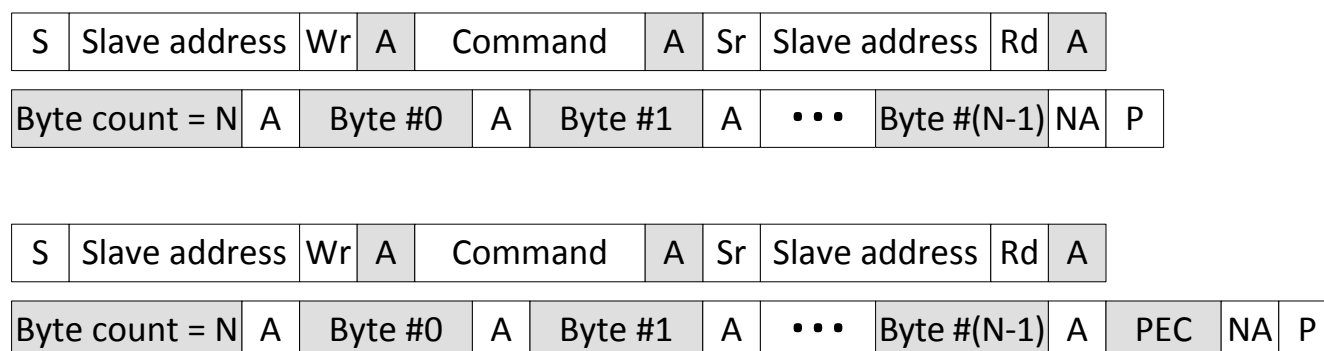 S Slave address Wr A Command A Sr Slave address Rd A
Byte count = N A Byte #0 A Byte #1 A ••• Byte #(N-1) NA P
S Slave address Wr A Command A Sr Slave address Rd A
Byte count = N A Byte #0 A Byte #1 A ••• Byte #(N-1) A PEC NA P